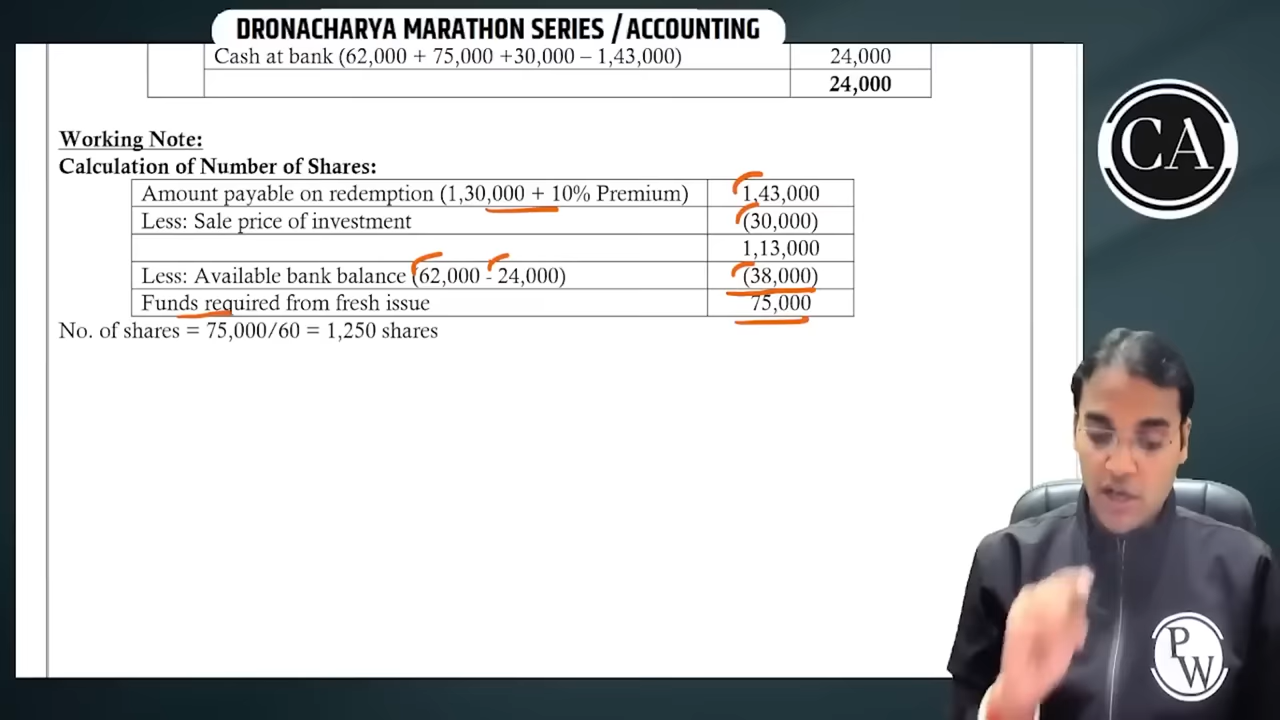 DRONACHARYA MARATHON SERIES / ACCOUNTING
Cash at bank (62,000 + 75,000 +30,000 – 1,43,000) 24,000
24,000
Working Note:
Calculation of Number of Shares:
Amount payable on redemption (1,30,000 + 10% Premium) 1,43,000
Less: Sale price of investment (30,000)
1,13,000
Less: Available bank balance (62,000 - 24,000) (38,000)
Funds required from fresh issue 75,000
No. of shares = 75,000/60 = 1,250 shares
CA
P
W